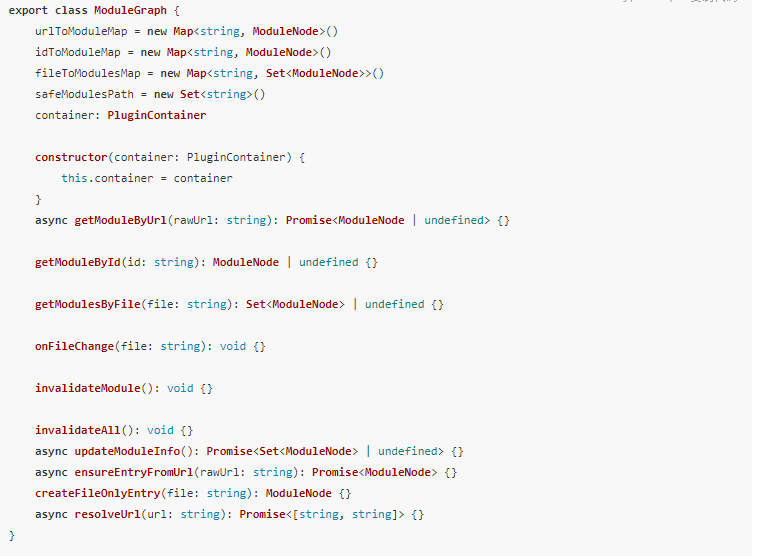 export class ModuleGraph {
urlToModuleMap = new Map<string, ModuleNode>()
idToModuleMap = new Map<string, ModuleNode>()
fileToModulesMap = new Map<string, Set<ModuleNode>>()
safeModulesPath = new Set<string>()
container: PluginContainer
constructor(container: PluginContainer) {
this.container = container
}
async getModuleByUrl(rawUrl: string): Promise<ModuleNode | undefined> {}
getModuleById(id: string): ModuleNode | undefined {}
getModulesByFile(file: string): Set<ModuleNode> | undefined {}
onFileChange(file: string): void {}
invalidateModule(): void {}
invalidateAll(): void {}
async updateModuleInfo(): Promise<Set<ModuleNode> | undefined> {}
async ensureEntryFromUrl(rawUrl: string): Promise<ModuleNode> {}
createFileOnlyEntry(file: string): ModuleNode {}
async resolveUrl(url: string): Promise<[string, string]> {}
}